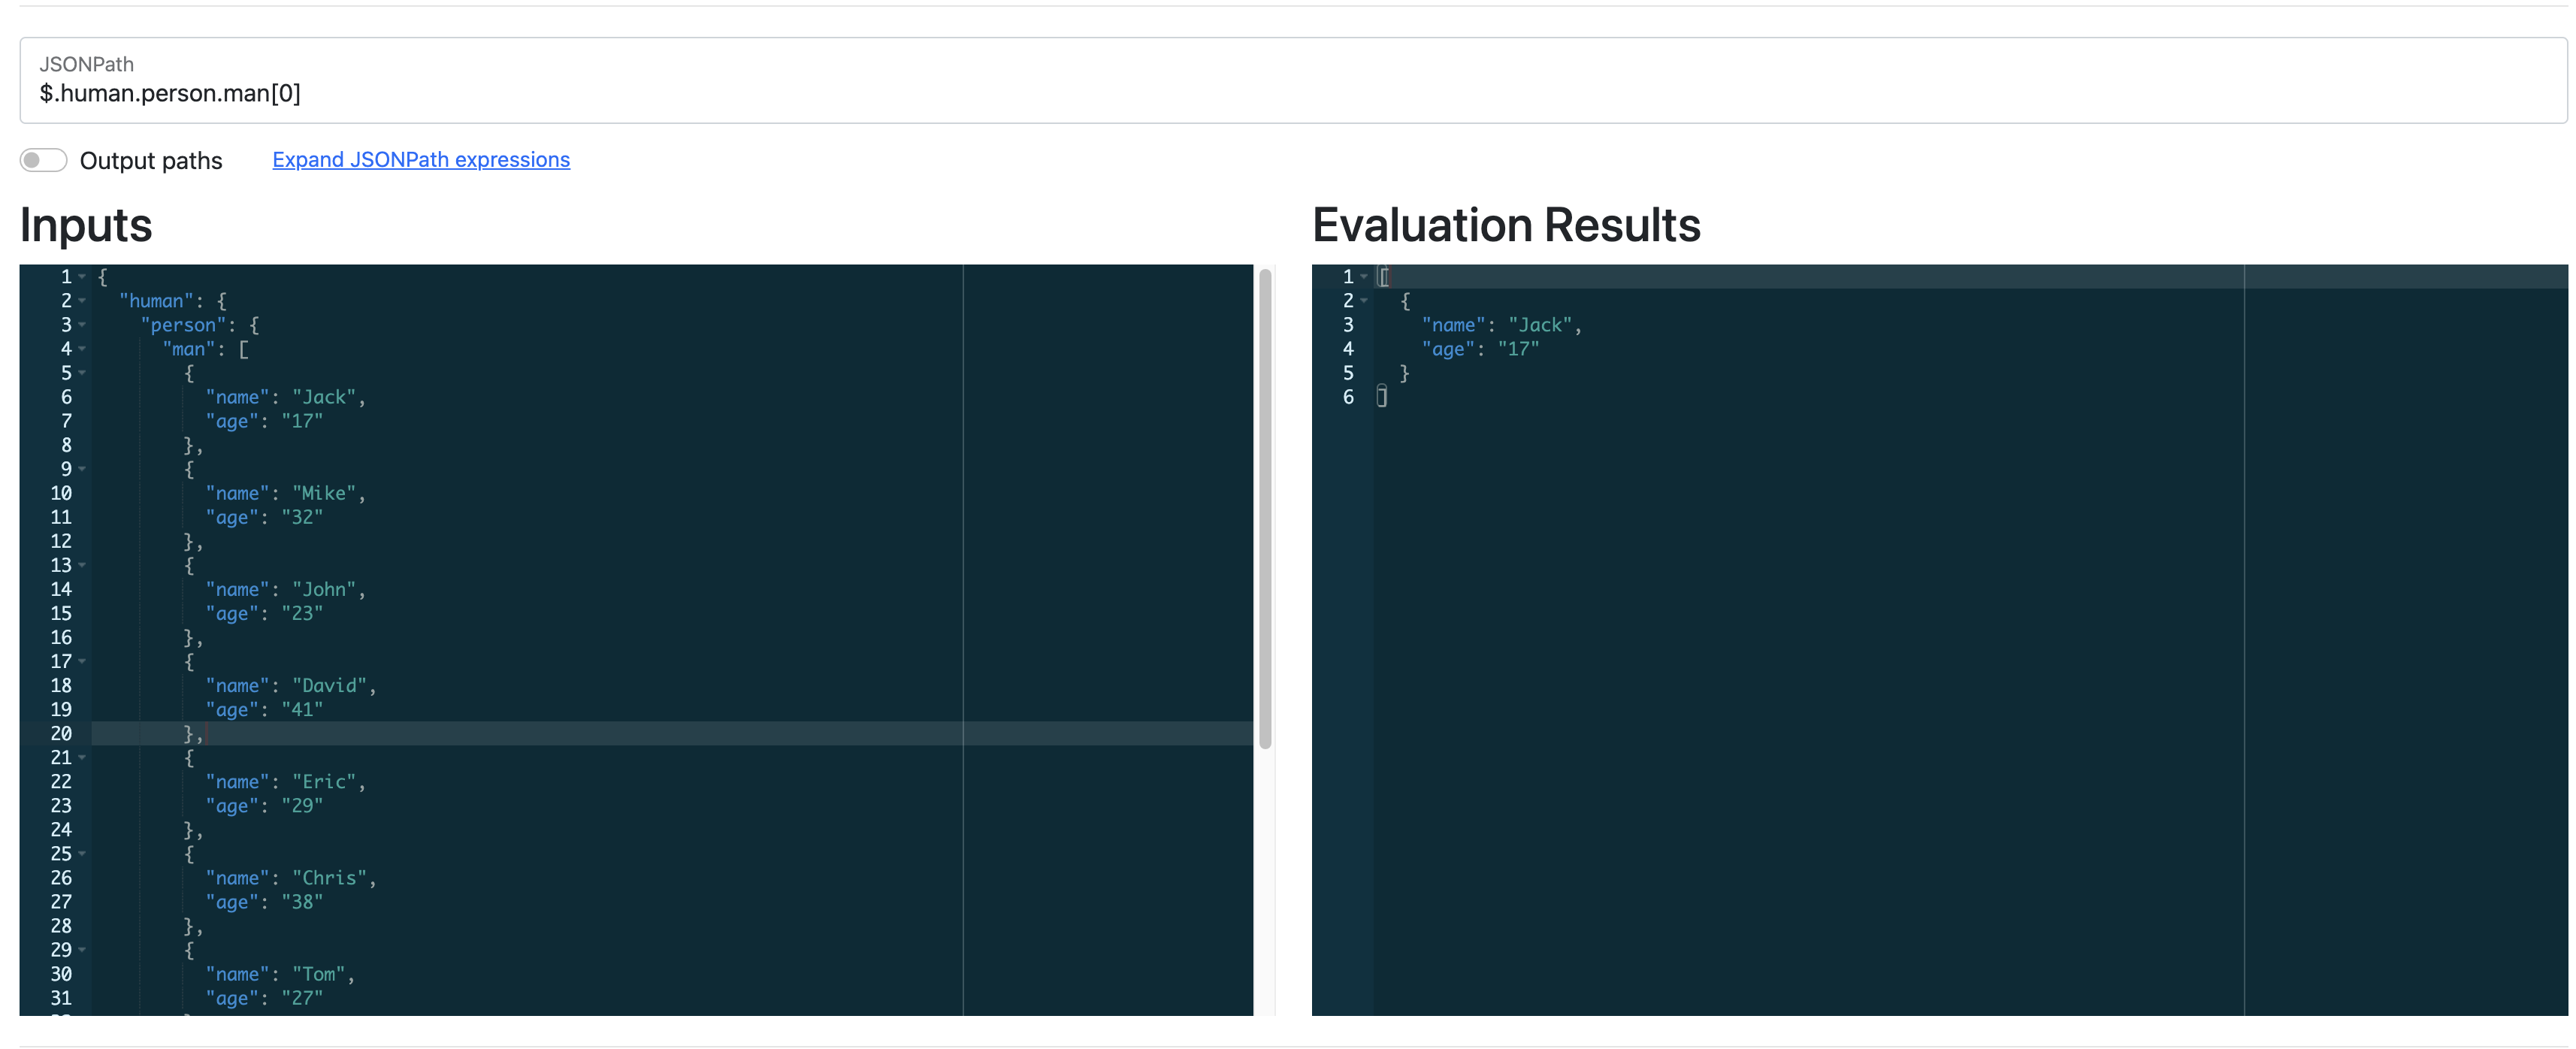 JSONPath
$.human.person.man[0]
Output paths Expand JSONPath expressions
Inputs
1 {
2 "human": {
3 "person": {
4 "man": [
5 {
6 "name": "Jack",
7 "age": "17"
8 },
9 {
10 "name": "Mike",
11 "age": "32"
12 },
13 {
14 "name": "John",
15 "age": "23"
16 },
17 {
18 "name": "David",
19 "age": "41"
20 },
21 {
22 "name": "Eric",
23 "age": "29"
24 },
25 {
26 "name": "Chris",
27 "age": "38"
28 },
29 {
30 "name": "Tom",
31 "age": "27"
Evaluation Results
1 [
2 {
3 "name": "Jack",
4 "age": "17"
5 }
6 ]